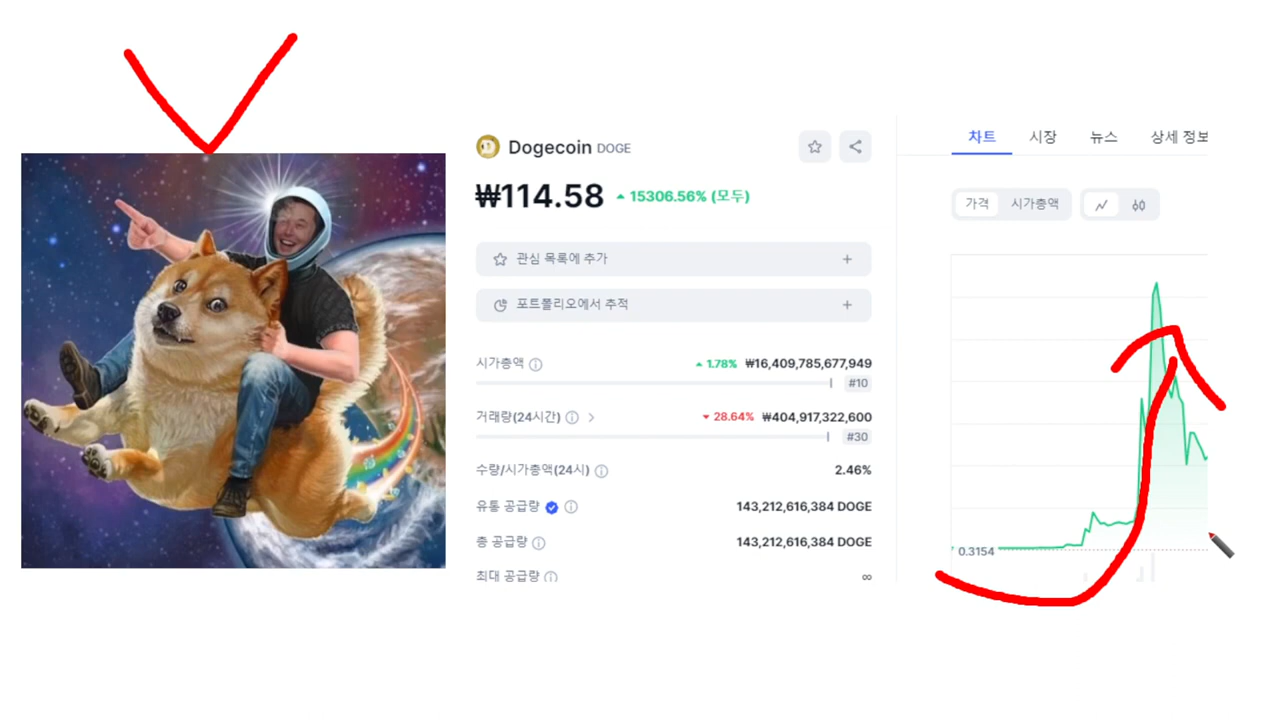 Dogecoin DOGE
₩114.58 15306.56% (모두)
관심 목록에 추가 +
포트폴리오에서 추적 +
시가총액 1.78% ₩16,409,785,677,949
#10
거래량(24시간) 28.64% ₩404,917,322,600
#30
수량/시가총액(24시) 2.46%
유통 공급량 143,212,616,384 DOGE
총 공급량 143,212,616,384 DOGE
최대 공급량 ∞
차트 시장 뉴스 상세 정보
가격 시가총액
0.3154